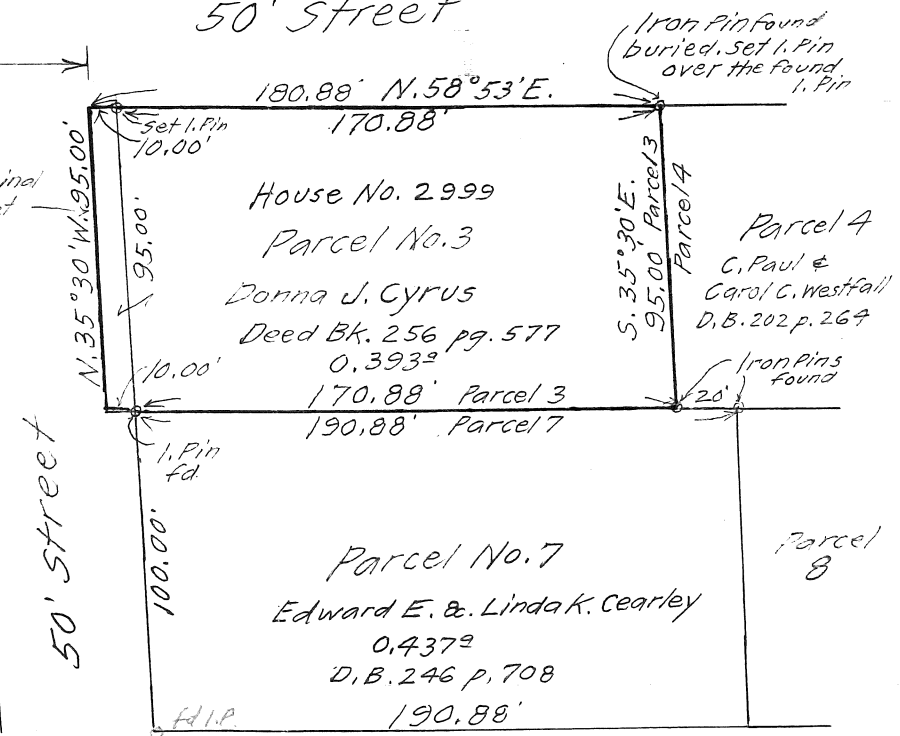 50' Street
Iron Pin found
buried. set I. Pin
over the found
I. Pin
180.88' N.58°53'E.
170.88'
set I. Pin
10.00'
N.35°30'W. 95.00'
95.00'
House No. 2999
Parcel No. 3
Donna J. Cyrus
Deed Bk. 256 pg. 577
0.393ª
S. 35°30'E.
95.00' Parcel 3
Parcel 4
Parcel 4
C. Paul &
Carol C. Westfall
D.B. 202 p. 264
10.00'
170.88' Parcel 3
190.88' Parcel 7
20'
Iron Pins
found
I. Pin
fd.
50' Street
100.00'
Parcel No. 7
Edward E. & Linda K. Cearley
0.437ª
D.B. 246 p. 708
190.88'
fd I.P.
Parcel
8